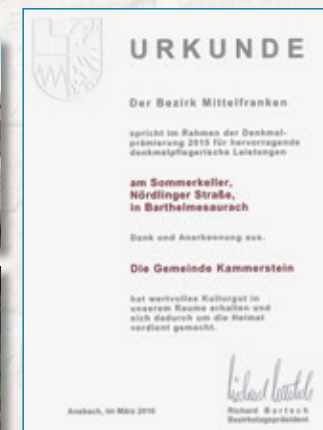 URKUNDE
Der Bezirk Mittelfranken
spricht im Rahmen der Denkmal-
prämierung 2015 für hervorragende
denkmalpflegerische Leistungen
am Sommerkeller,
Nördlinger Straße,
in Barthelmesaurach
Dank und Anerkennung aus.
Die Gemeinde Kammerstein
hat wertvolles Kulturgut in
unserem Raume erhalten und
sich dadurch um die Heimat
verdient gemacht.
Ansbach, im März 2016
Richard Bartsch
Bezirkstagspräsident